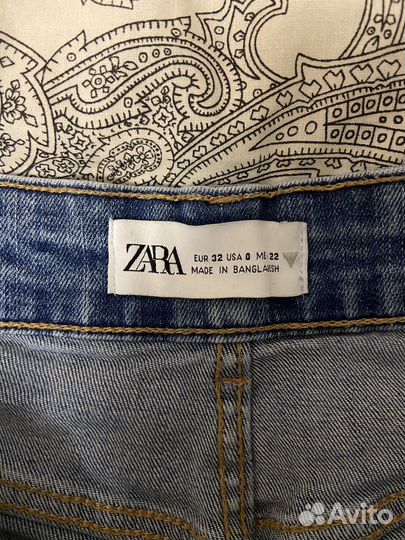 ZARA
EUR 32 USA 0 MEX 22
MADE IN BANGLADESH
Avito